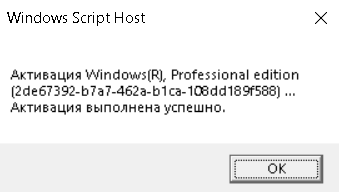 Windows Script Host
Активация Windows(R), Professional edition
(2de67392-b7a7-462a-b1ca-108dd189f588) ...
Активация выполнена успешно.
OK